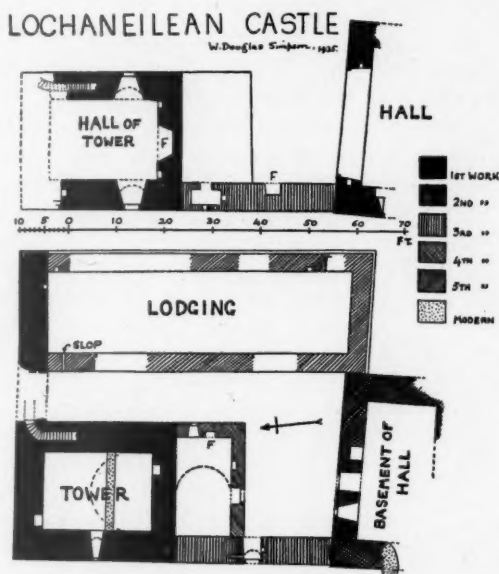 LOCHANEILEAN CASTLE
W. Douglas Simpson. 1935.
HALL OF
TOWER
F
HALL
F
1ST WORK
2ND "
3RD "
4TH "
5TH "
MODERN
10 5 0 10 20 30 40 50 60 70
FT.
LODGING
SLOP
F
TOWER
BASEMENT OF
HALL